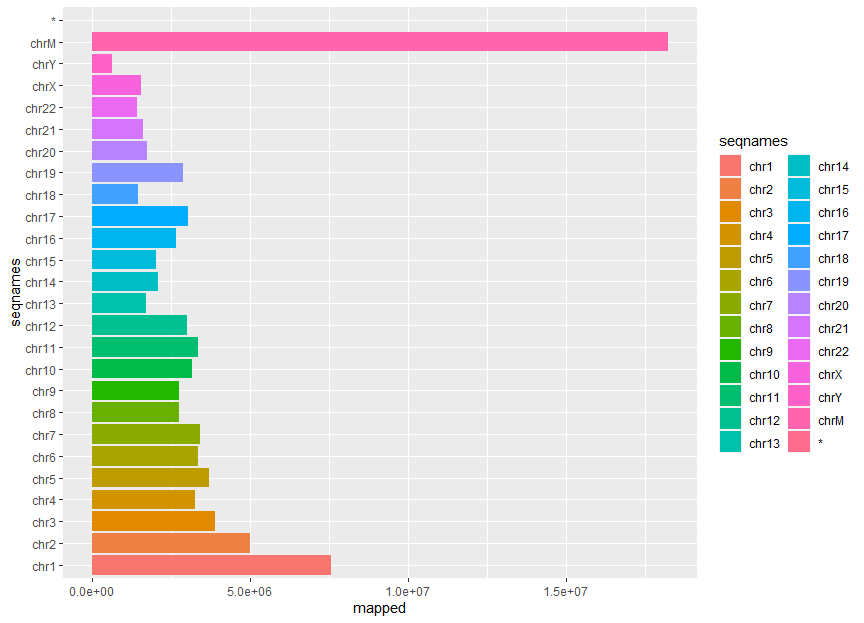 *
chrM
chrY
chrX
chr22
chr21
chr20
chr19
chr18
chr17
chr16
chr15
chr14
chr13
chr12
chr11
chr10
chr9
chr8
chr7
chr6
chr5
chr4
chr3
chr2
chr1
seqnames
0.0e+00 5.0e+06 1.0e+07 1.5e+07
mapped
seqnames
chr1 chr14
chr2 chr15
chr3 chr16
chr4 chr17
chr5 chr18
chr6 chr19
chr7 chr20
chr8 chr21
chr9 chr22
chr10 chrX
chr11 chrY
chr12 chrM
chr13 *